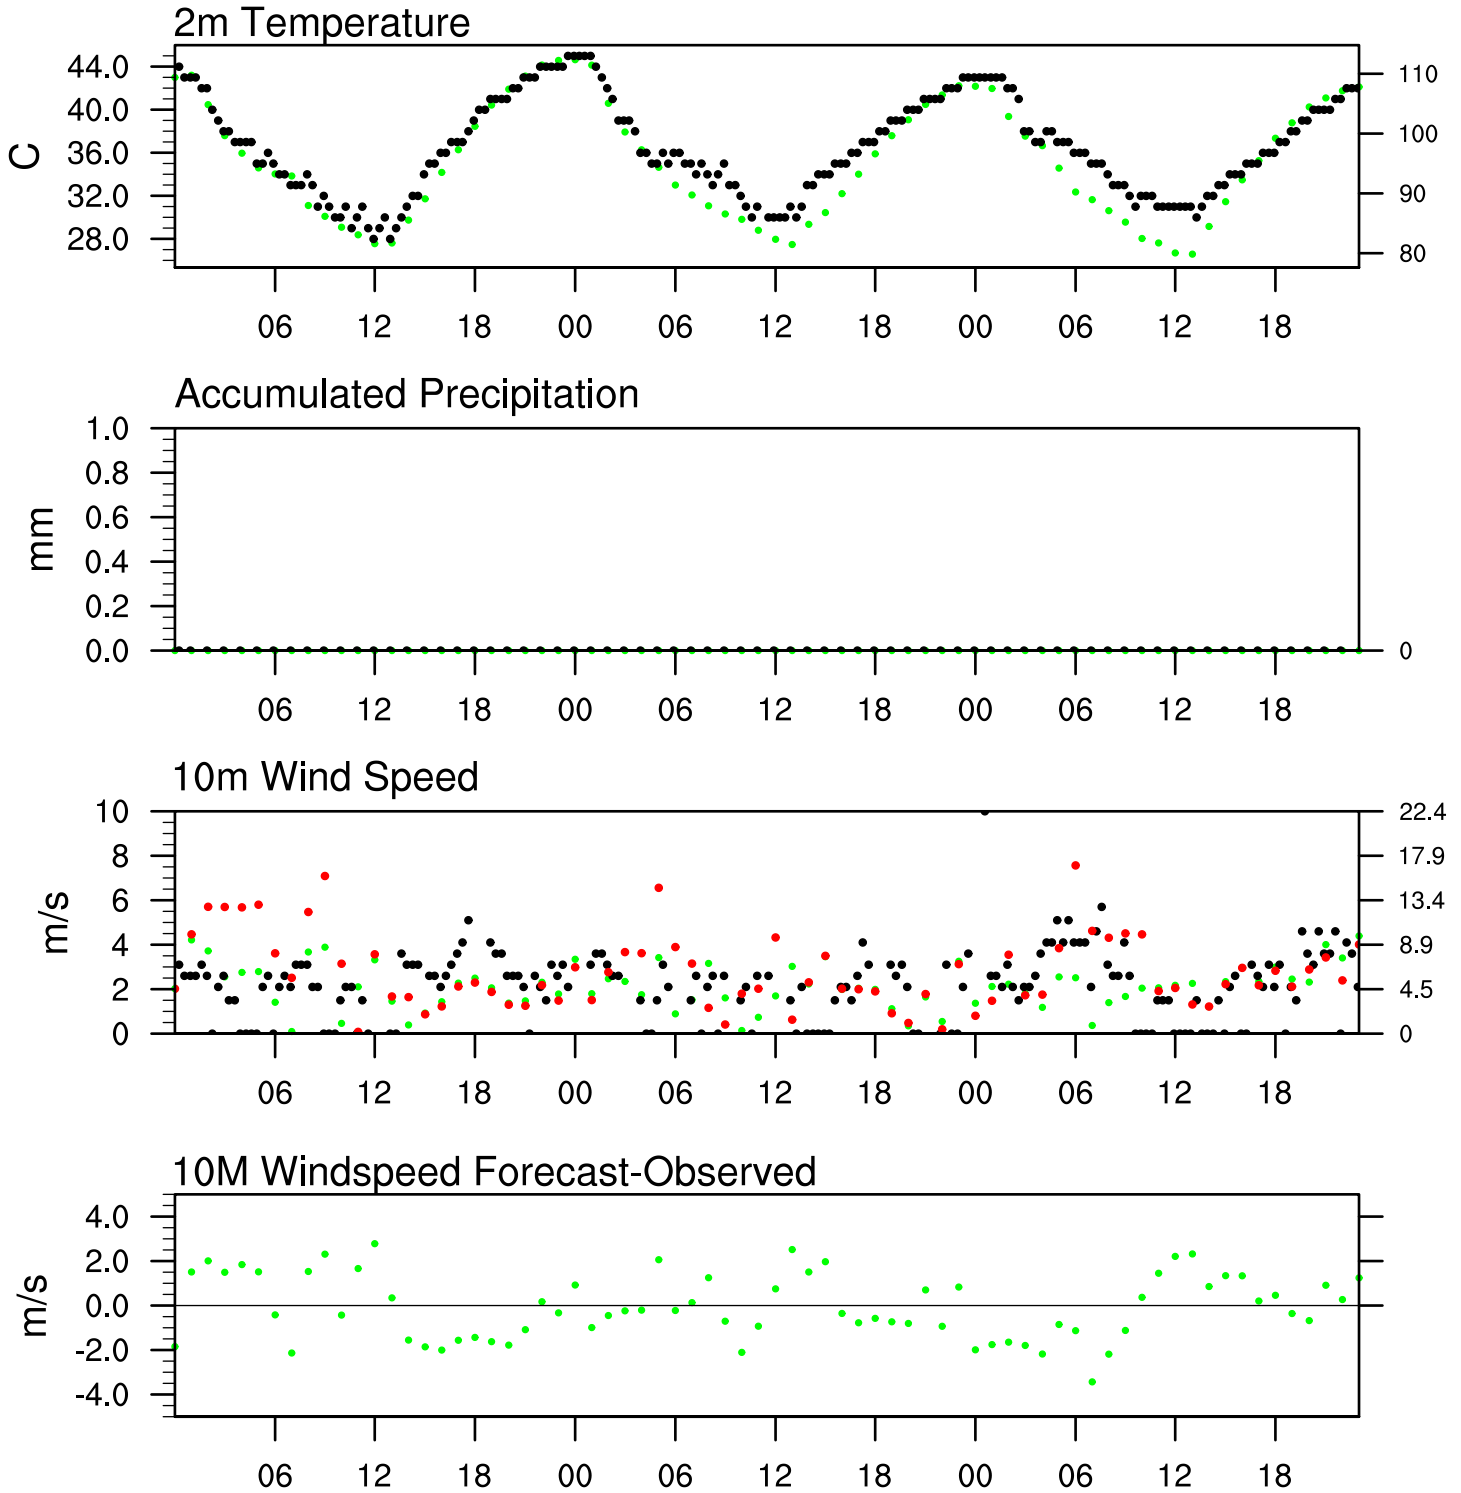 2m Temperature
44.0
40.0
36.0
32.0
28.0
C
110
100
90
80
06 12 18 00 06 12 18 00 06 12 18
Accumulated Precipitation
1.0
0.8
0.6
0.4
0.2
0.0
mm
0
06 12 18 00 06 12 18 00 06 12 18
10m Wind Speed
10
8
6
4
2
0
m/s
22.4
17.9
13.4
8.9
4.5
0
06 12 18 00 06 12 18 00 06 12 18
10M Windspeed Forecast-Observed
4.0
2.0
0.0
-2.0
-4.0
m/s
06 12 18 00 06 12 18 00 06 12 18